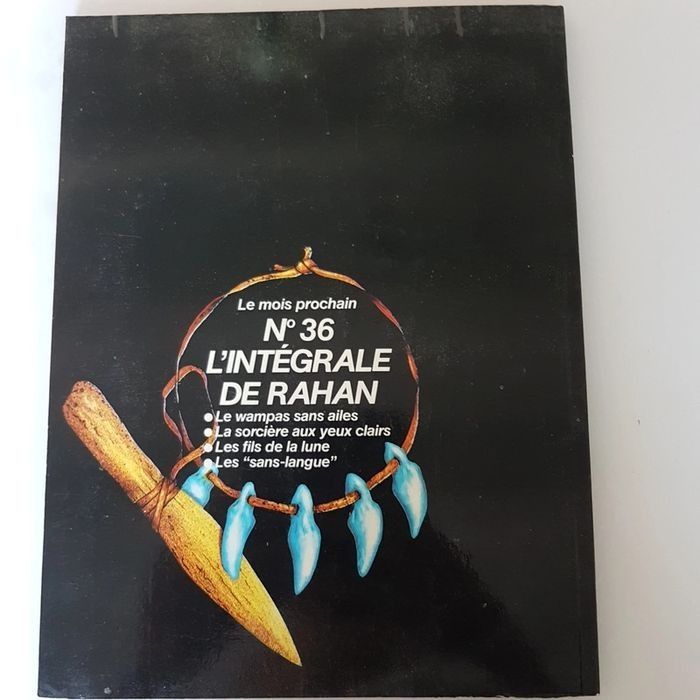 Le mois prochain
N° 36
L'INTÉGRALE
DE RAHAN
● Le wampas sans ailes
● La sorcière aux yeux clairs
● Les fils de la lune
● Les "sans-langue"